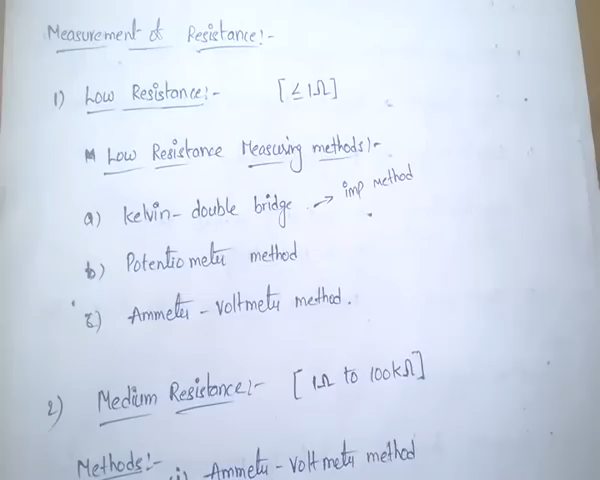 Measurement of Resistance:-
1) Low Resistance:- [≤ 1Ω]
Low Resistance Measuring methods:-
a) Kelvin-double bridge → imp method
b) Potentiometer method
c) Ammeter - Voltmeter method.
2) Medium Resistance:- [1Ω to 100kΩ]
Methods:- (i) Ammeter - Voltmeter method